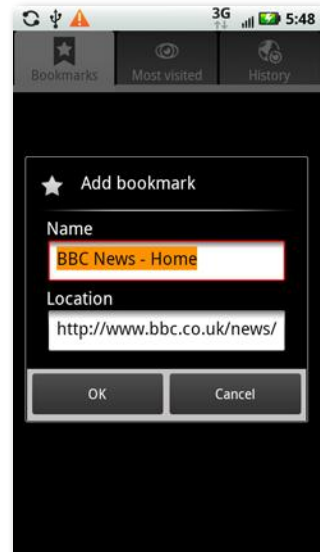 3G 5:48
Bookmarks Most visited History
Add bookmark
Name
BBC News - Home
Location
http://www.bbc.co.uk/news/
OK Cancel